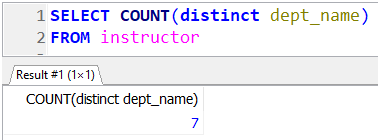 1 SELECT COUNT(distinct dept_name)
2 FROM instructor
Result #1 (1×1)
COUNT(distinct dept_name)
7